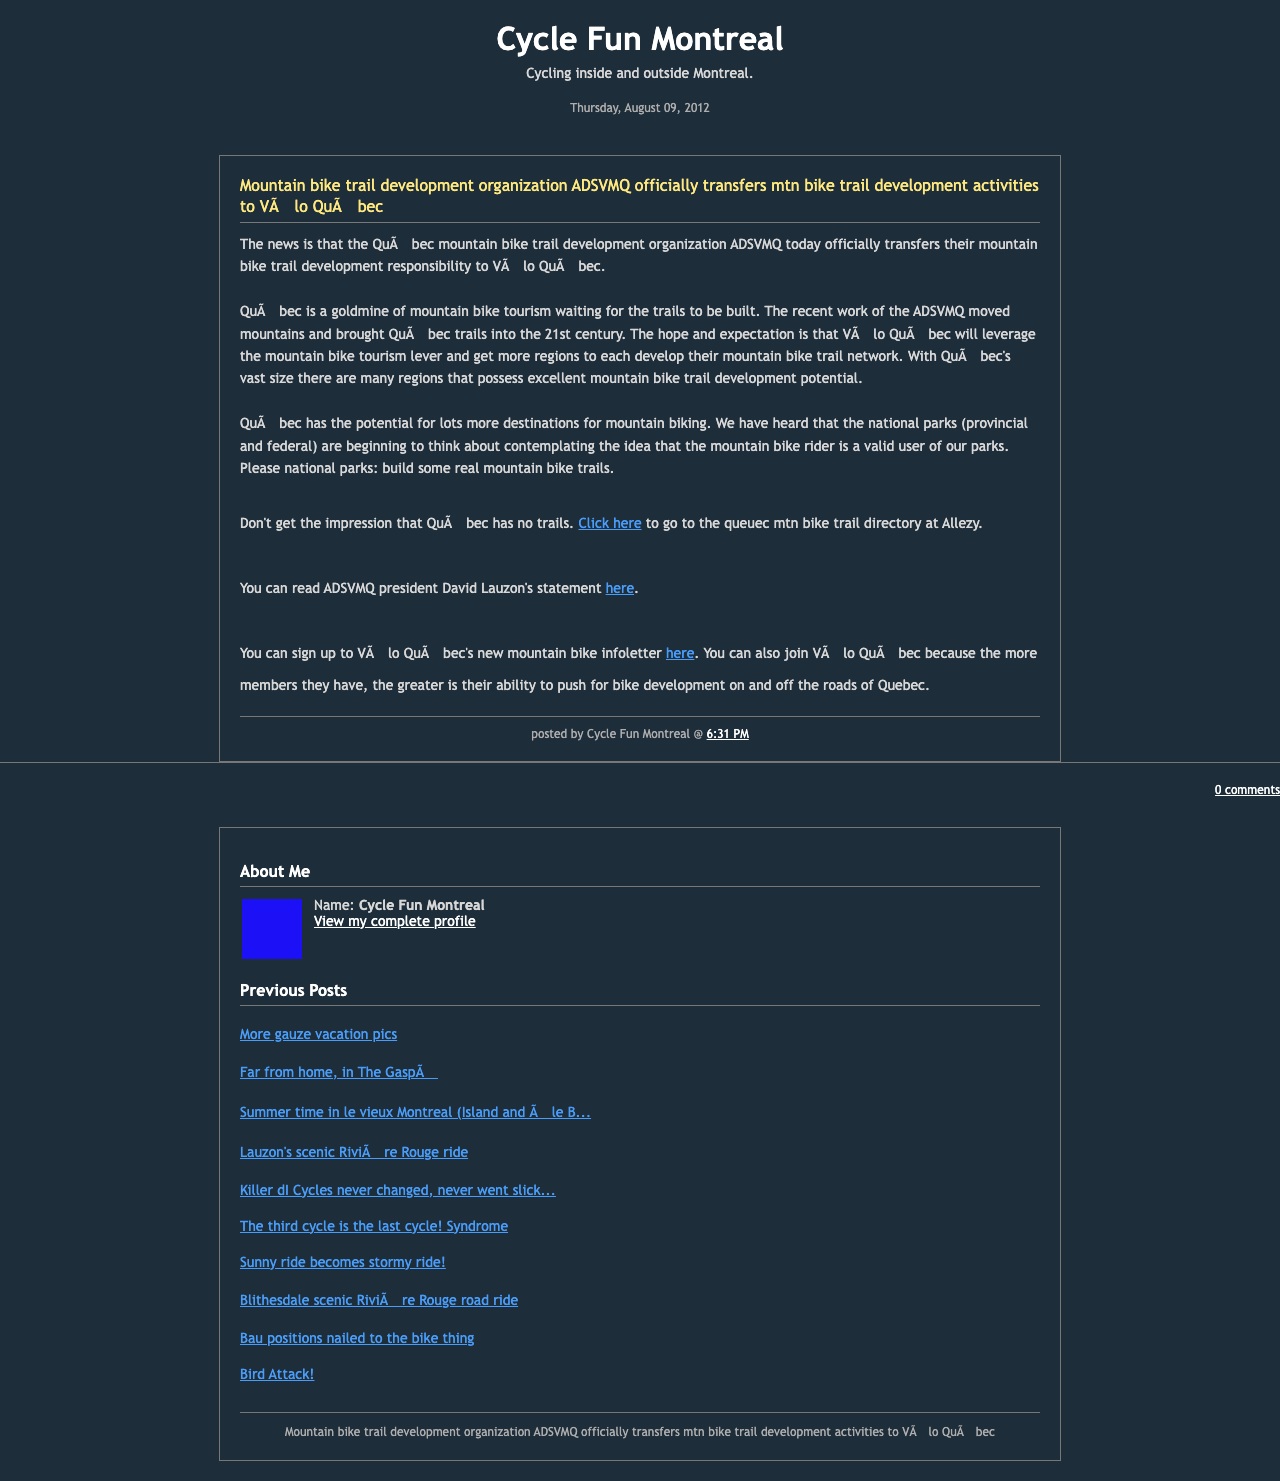 Cycle Fun Montreal
Cycling inside and outside Montreal.
Thursday, August 09, 2012
Mountain bike trail development organization ADSVMQ officially transfers mtn bike trail development activities
to VÃ lo QuÃ bec
The news is that the QuÃ bec mountain bike trail development organization ADSVMQ today officially transfers their mountain
bike trail development responsibility to VÃ lo QuÃ bec.
QuÃ bec is a goldmine of mountain bike tourism waiting for the trails to be built. The recent work of the ADSVMQ moved
mountains and brought QuÃ bec trails into the 21st century. The hope and expectation is that VÃ lo QuÃ bec will leverage
the mountain bike tourism lever and get more regions to each develop their mountain bike trail network. With QuÃ bec's
vast size there are many regions that possess excellent mountain bike trail development potential.
QuÃ bec has the potential for lots more destinations for mountain biking. We have heard that the national parks (provincial
and federal) are beginning to think about contemplating the idea that the mountain bike rider is a valid user of our parks.
Please national parks: build some real mountain bike trails.
Don't get the impression that QuÃ bec has no trails. Click here to go to the queuec mtn bike trail directory at Allezy.
You can read ADSVMQ president David Lauzon's statement here.
You can sign up to VÃ lo QuÃ bec's new mountain bike infoletter here. You can also join VÃ lo QuÃ bec because the more
members they have, the greater is their ability to push for bike development on and off the roads of Quebec.
posted by Cycle Fun Montreal @ 6:31 PM
0 comments
About Me
Name: Cycle Fun Montreal
View my complete profile
Previous Posts
More gauze vacation pics
Far from home, in The GaspÃ
Summer time in le vieux Montreal (Island and Ã le B...
Lauzon's scenic RiviÃ re Rouge ride
Killer dI Cycles never changed, never went slick...
The third cycle is the last cycle! Syndrome
Sunny ride becomes stormy ride!
Blithesdale scenic RiviÃ re Rouge road ride
Bau positions nailed to the bike thing
Bird Attack!
Mountain bike trail development organization ADSVMQ officially transfers mtn bike trail development activities to VÃ lo QuÃ bec